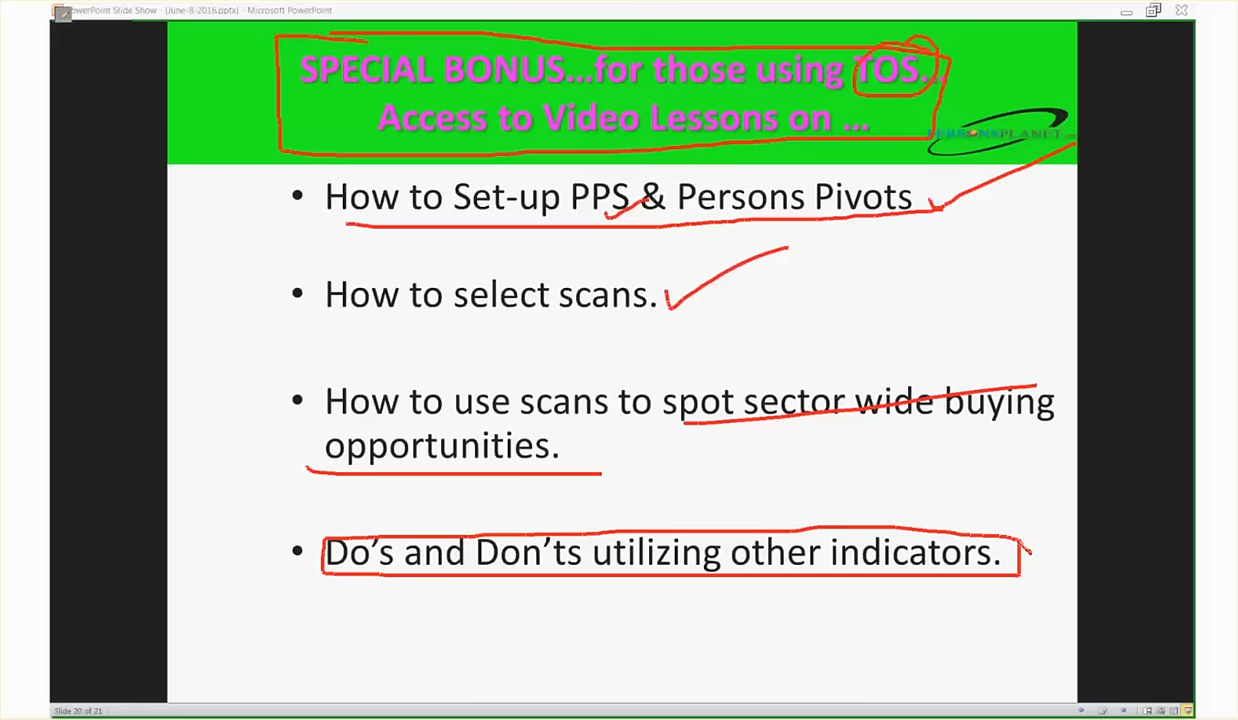 PowerPoint Slide Show - [June-8-2016.pptx] - Microsoft PowerPoint
SPECIAL BONUS...for those using TOS...
Access to Video Lessons on ...
PERSONSPLANET
• How to Set-up PPS & Persons Pivots
• How to select scans.
• How to use scans to spot sector wide buying
opportunities.
• Do's and Don'ts utilizing other indicators.
Slide 20 of 21